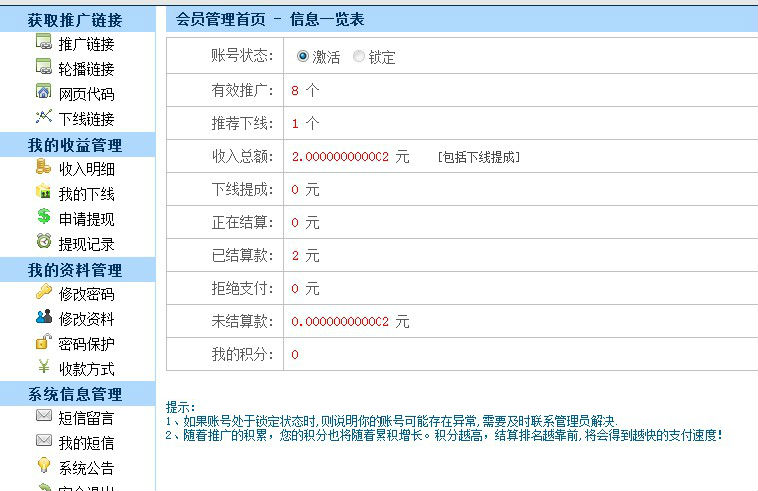 获取推广链接
推广链接
轮播链接
网页代码
下线链接
我的收益管理
收入明细
我的下线
申请提现
提现记录
我的资料管理
修改密码
修改资料
密码保护
收款方式
系统信息管理
短信留言
我的短信
系统公告
安全退出
会员管理首页 - 信息一览表
账号状态: 激活 锁定
有效推广: 8 个
推荐下线: 1 个
收入总额: 2.000000000002 元 [包括下线提成]
下线提成: 0 元
正在结算: 0 元
已结算款: 2 元
拒绝支付: 0 元
未结算款: 0.000000000002 元
我的积分: 0
提示:
1、如果账号处于锁定状态时,则说明你的账号可能存在异常,需要及时联系管理员解决.
2、随着推广的积累，您的积分也将随着累积增长。积分越高，结算排名越靠前,将会得到越快的支付速度！